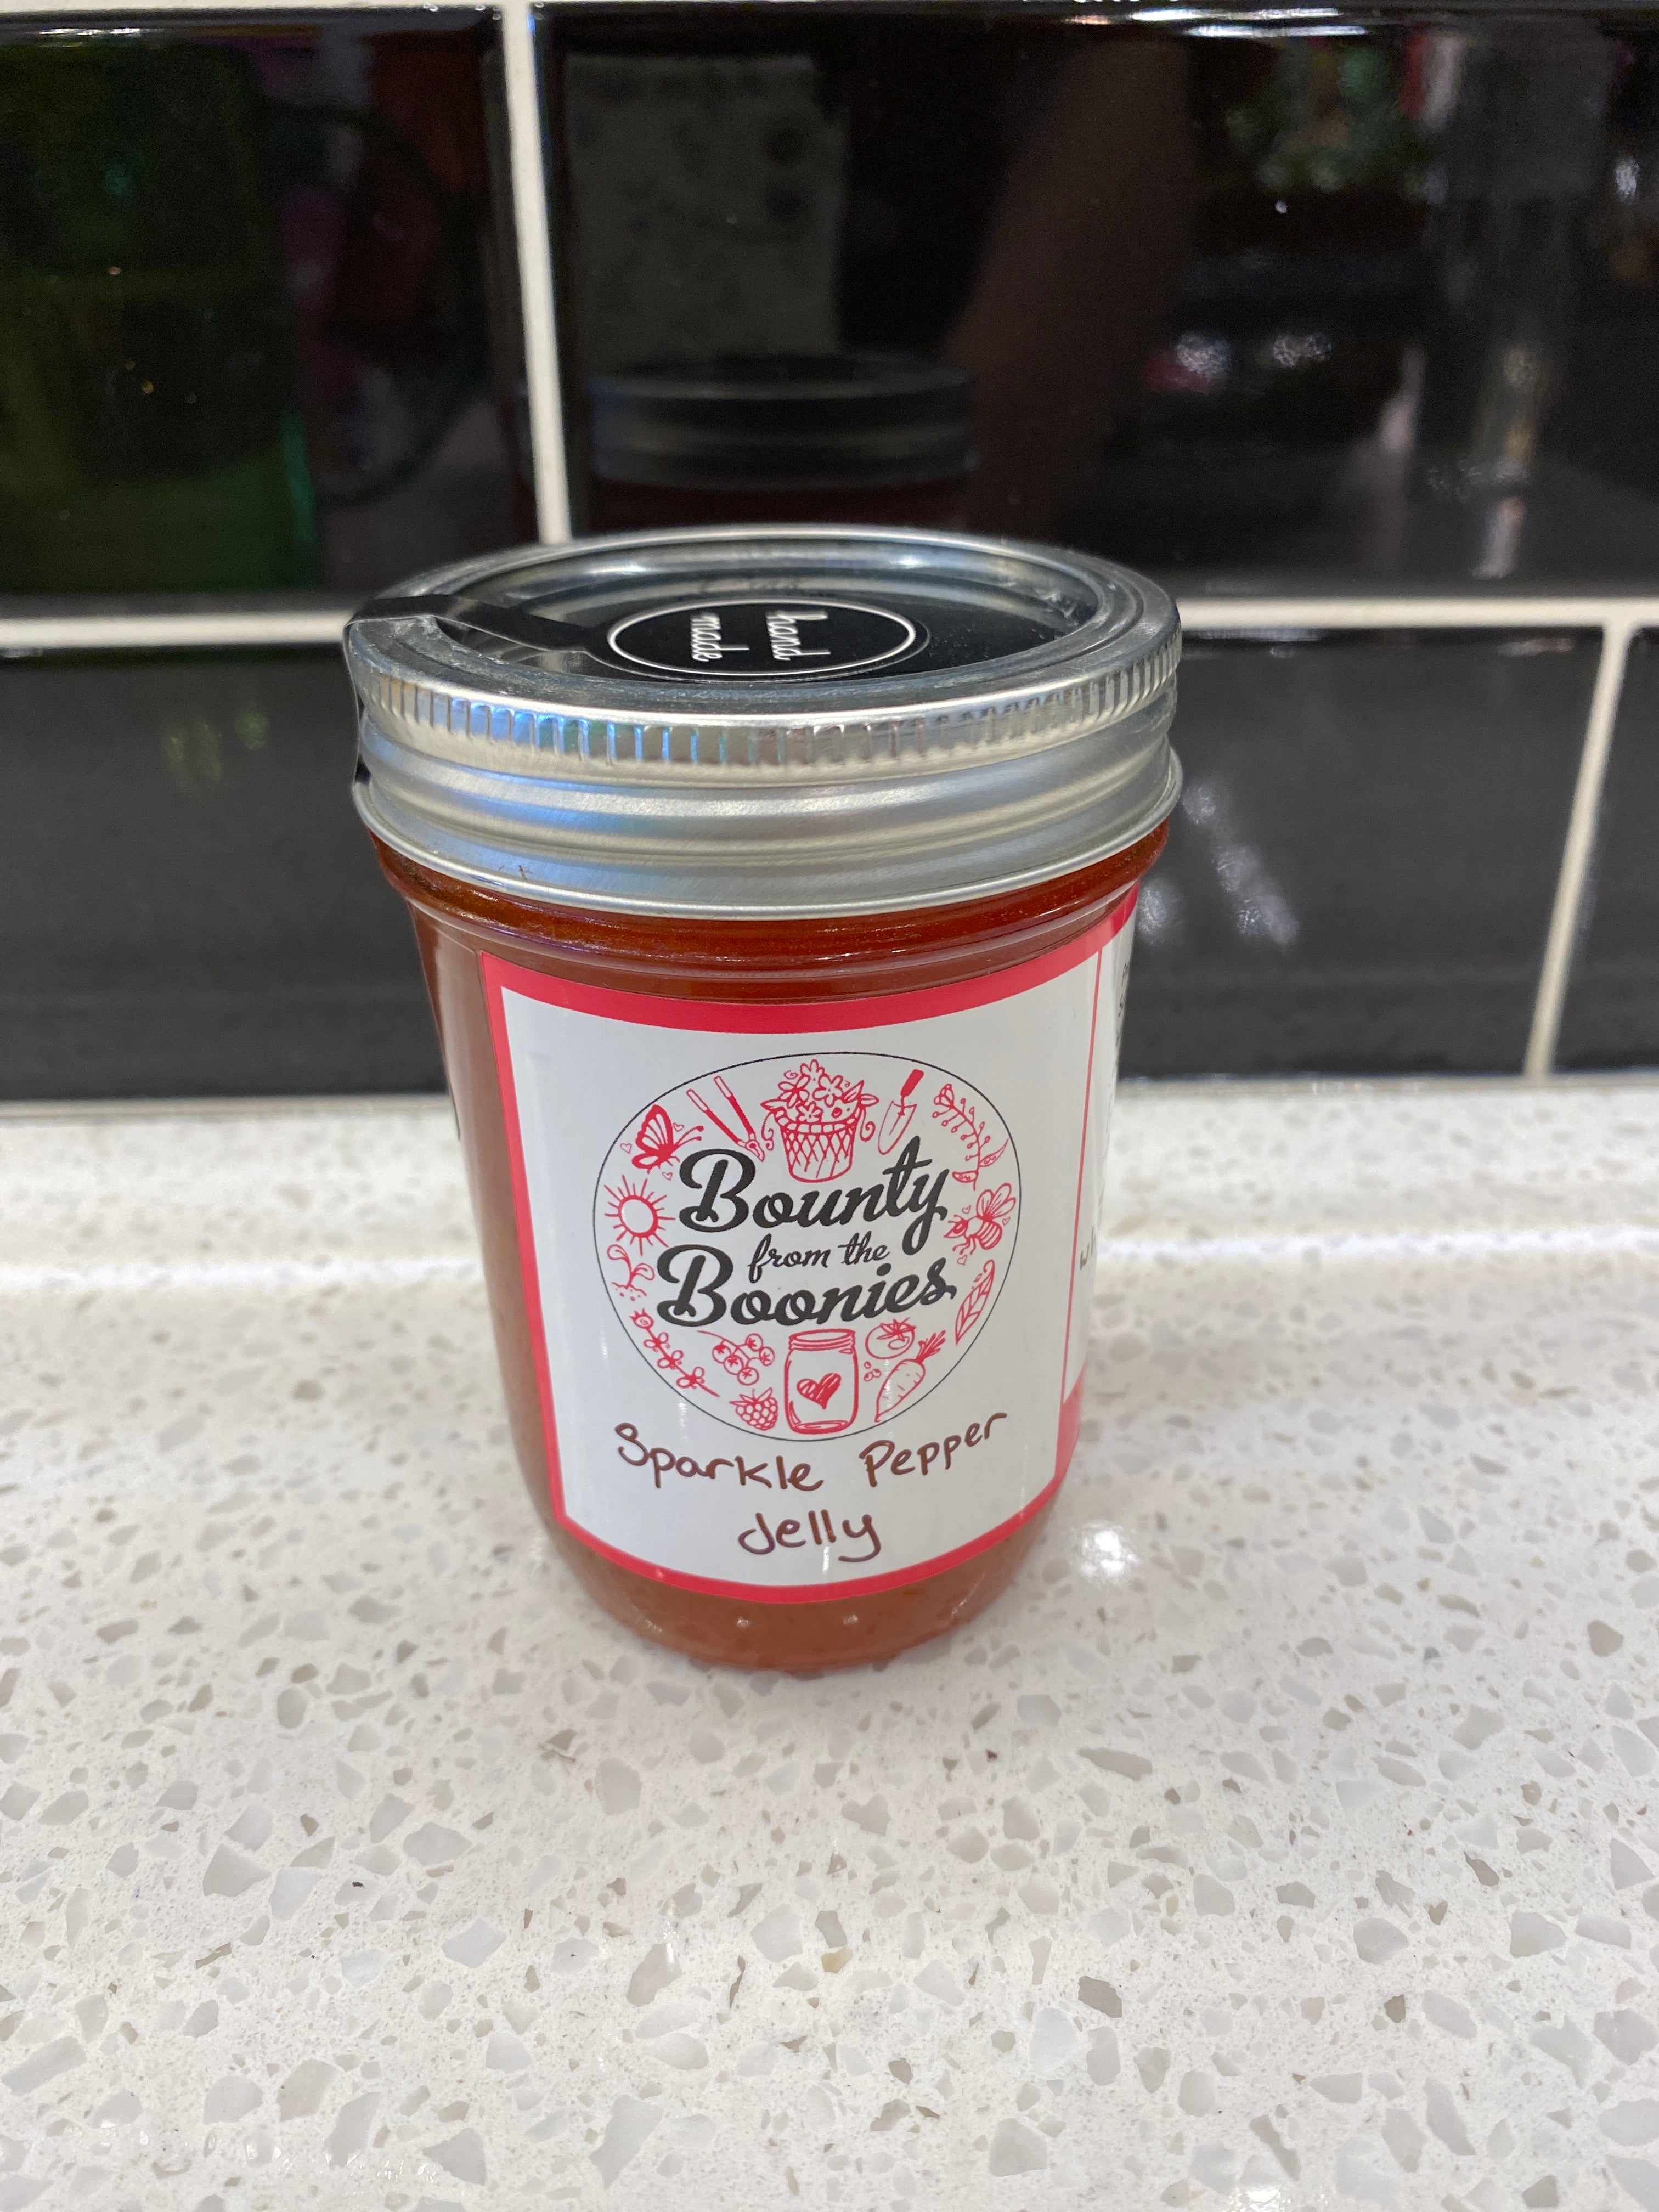 hand
made
Bounty
from the
Boonies
Sparkle Pepper
Jelly